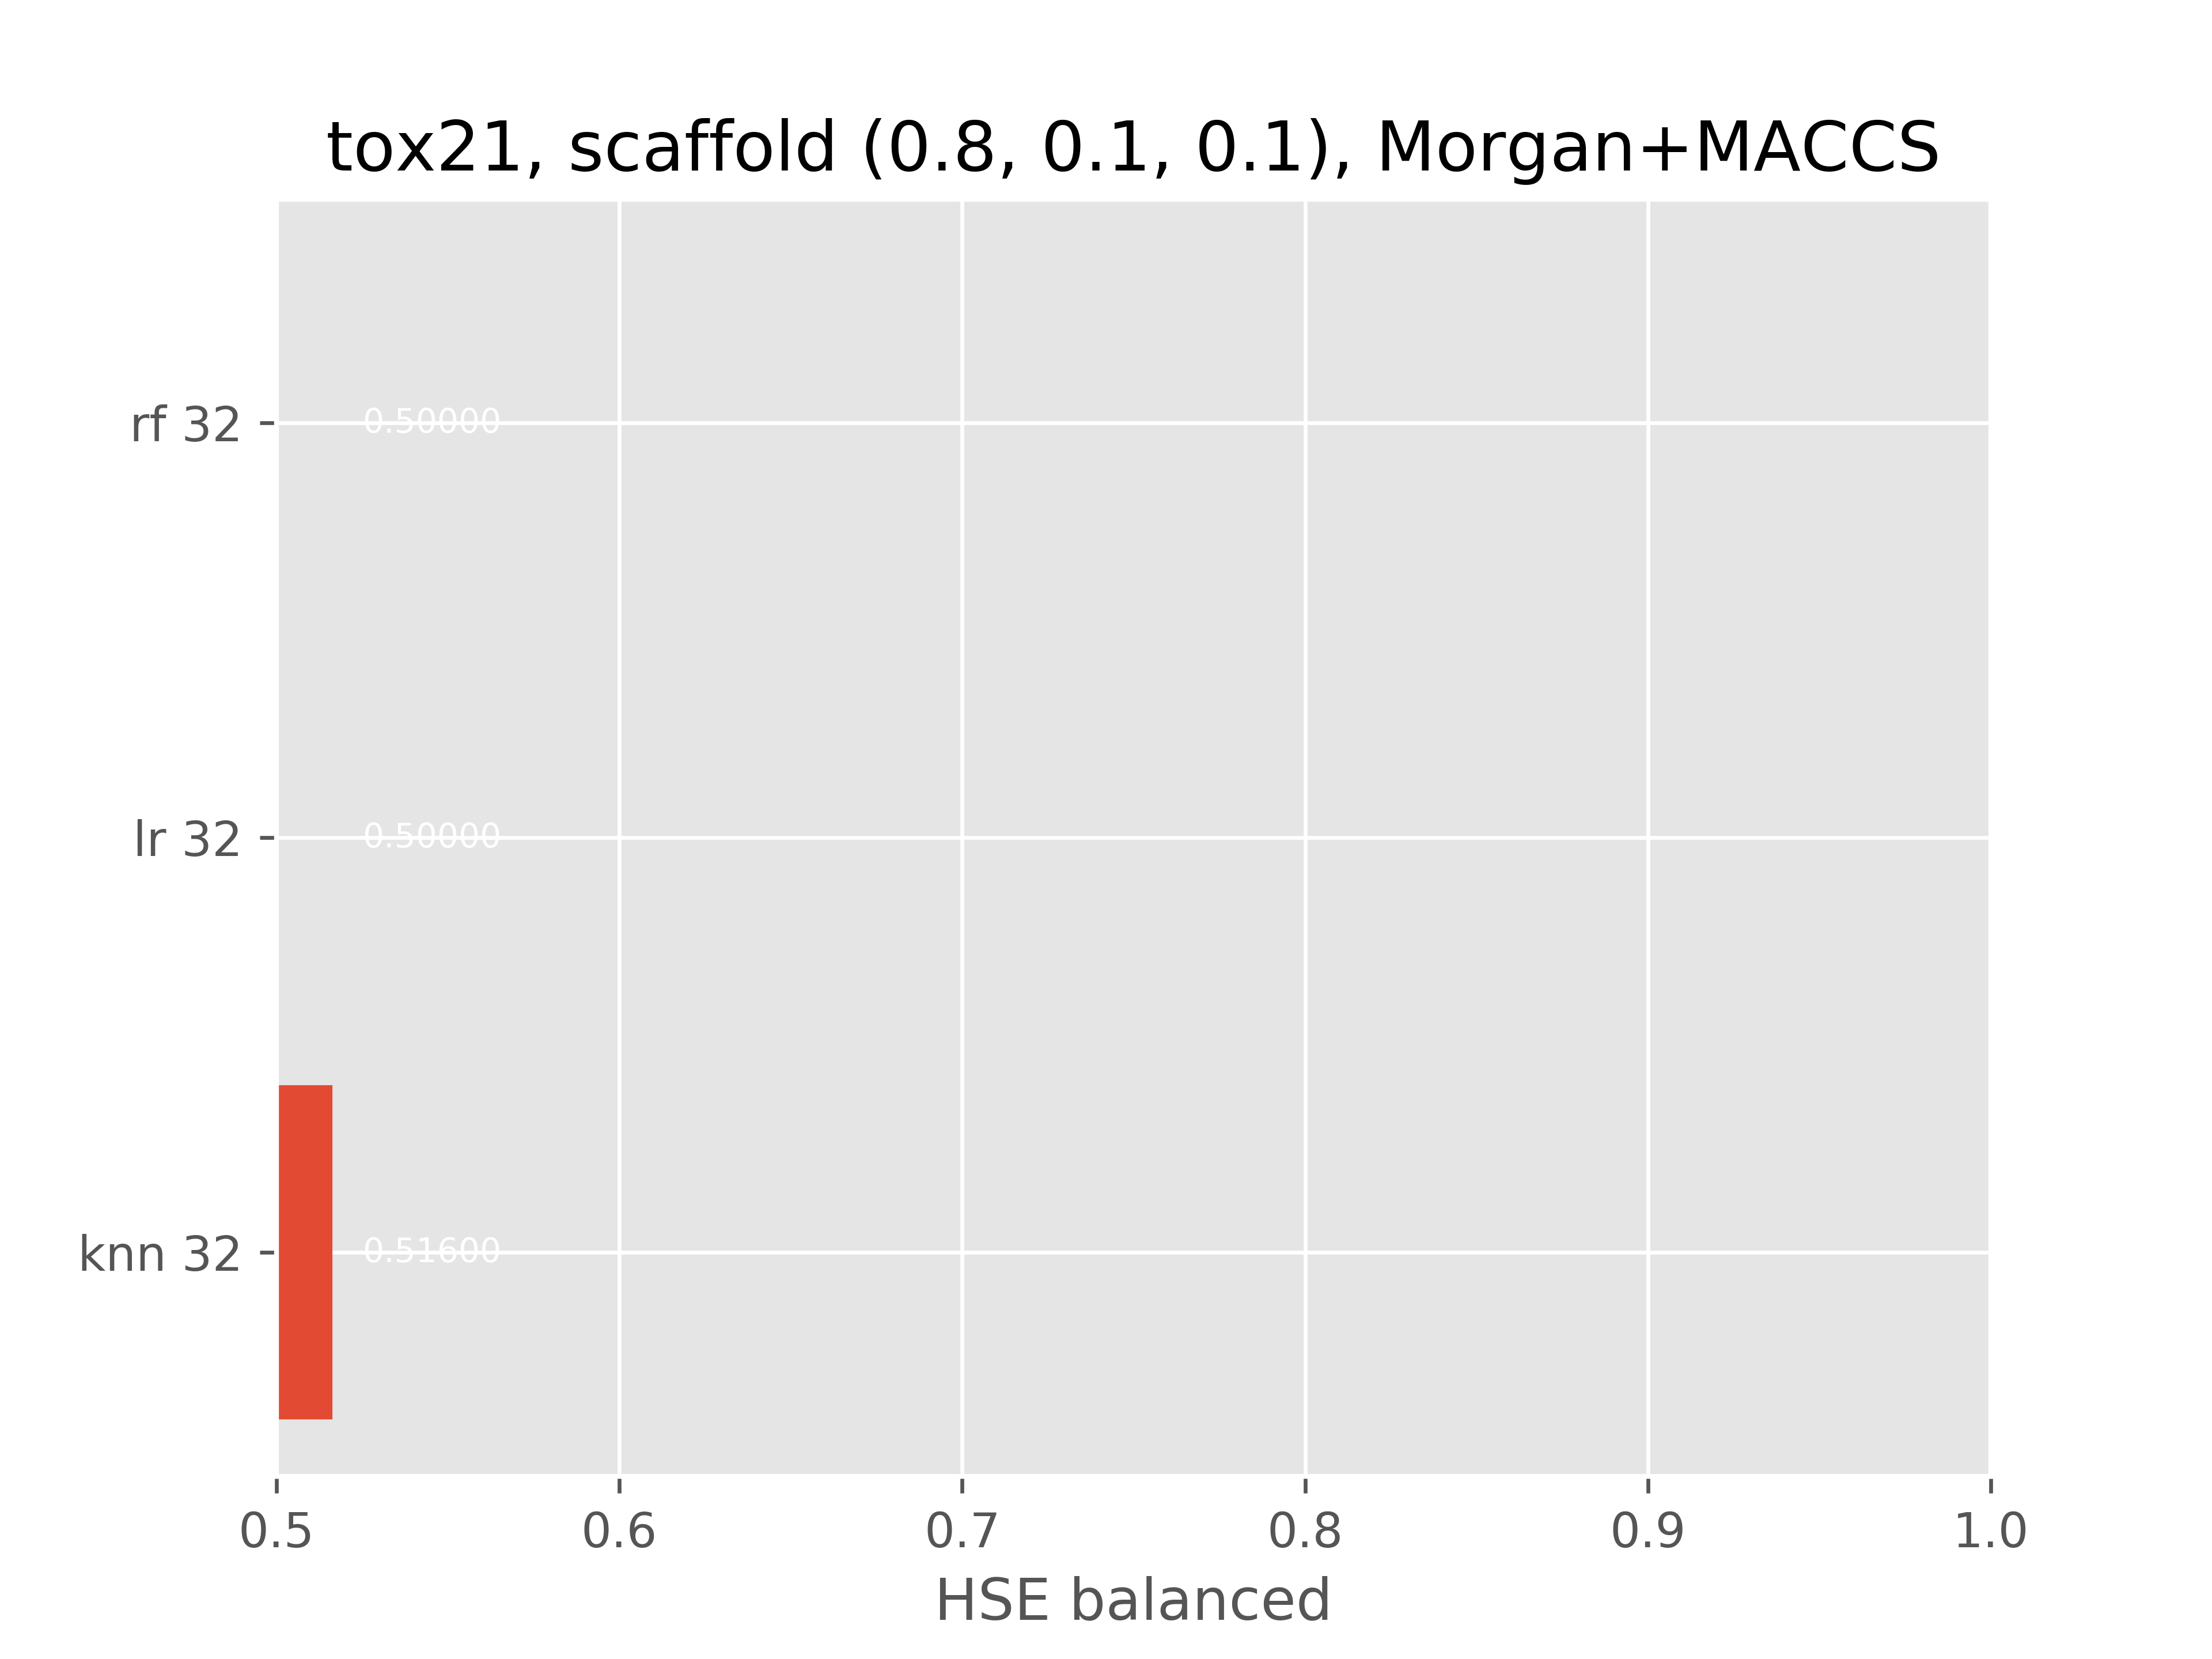 tox21, scaffold (0.8, 0.1, 0.1), Morgan+MACCS
rf 32
0.50000
lr 32
0.50000
knn 32
0.51600
0.5 0.6 0.7 0.8 0.9 1.0
HSE balanced